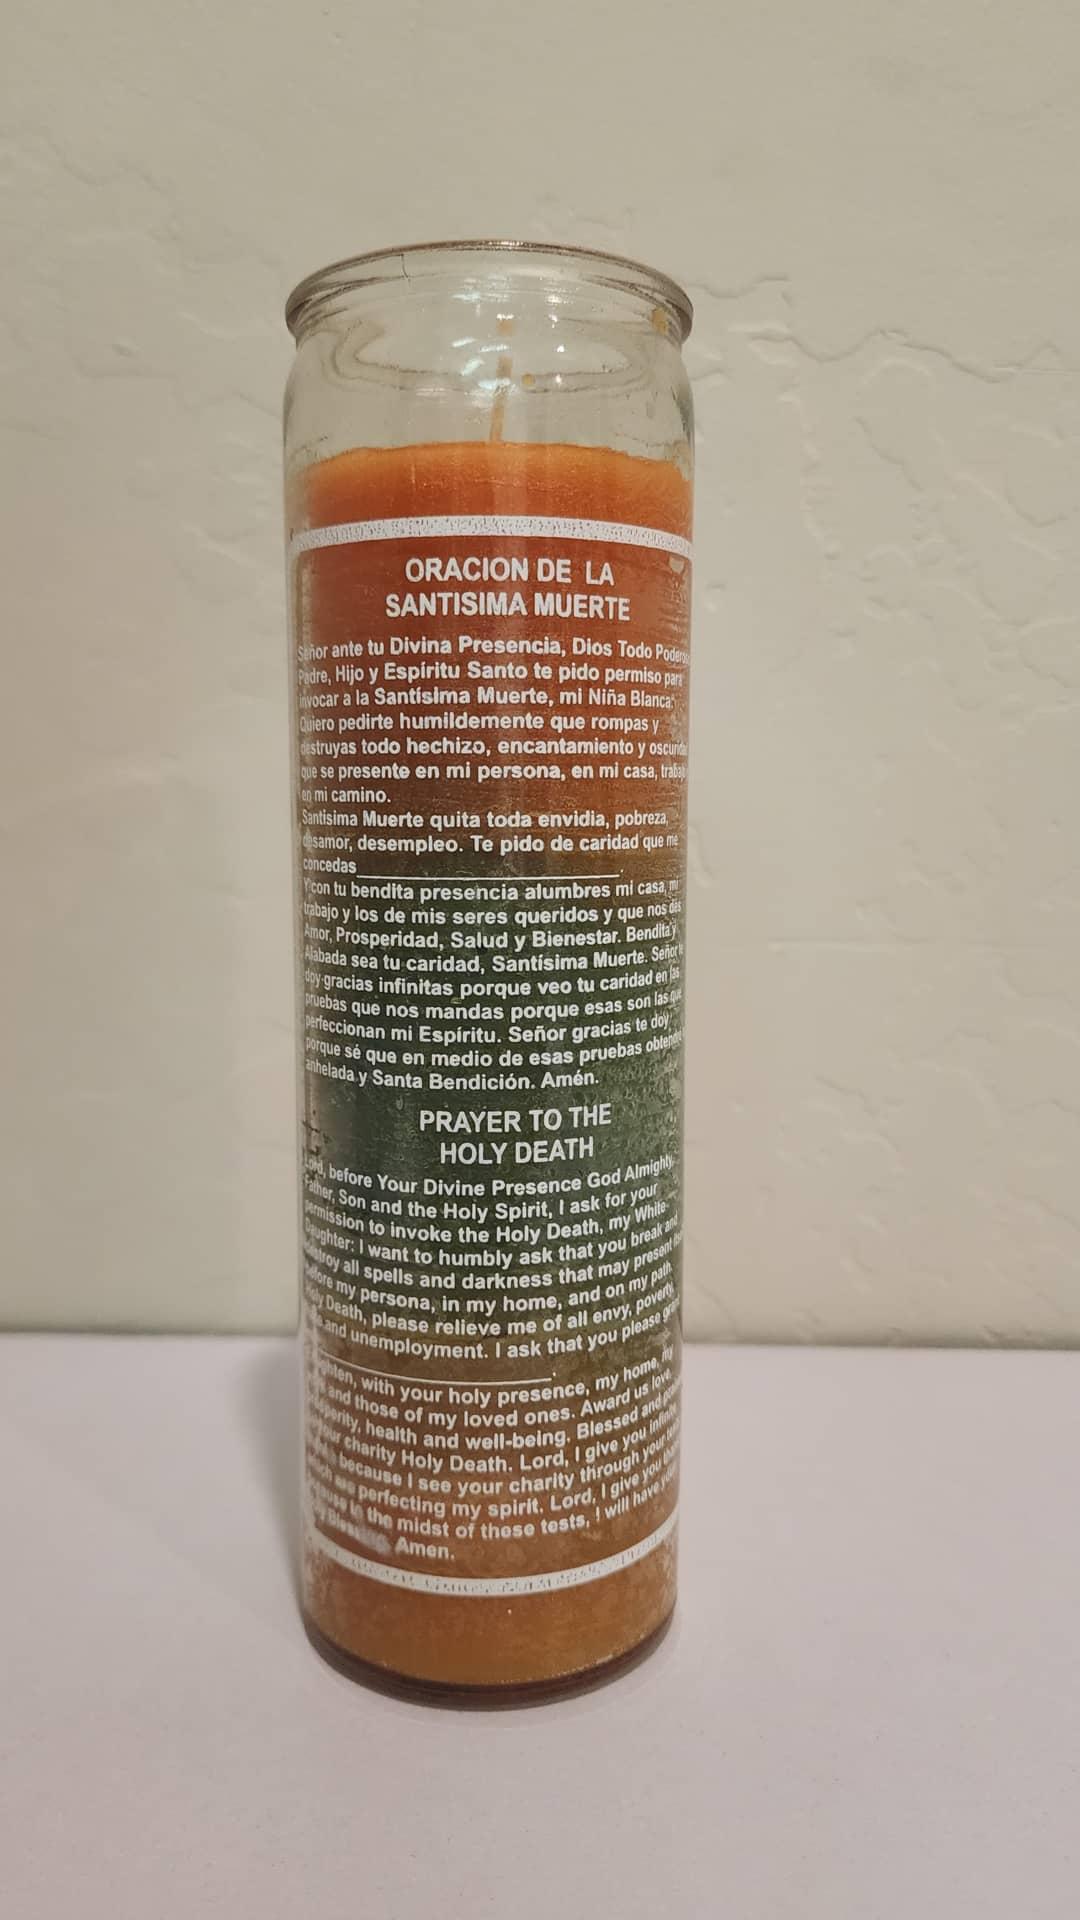 ORACION DE LA
SANTISIMA MUERTE
Señor ante tu Divina Presencia, Dios Todo
Padre, Hijo y Espíritu Santo te pido permiso para
invocar a la Santísima Muerte, mi Niña Blanca;
Quiero pedirte humildemente que rompas y
destruyas todo hechizo, encantamiento y
que se presente en mi persona, en mi casa,
en mi camino.
Santisima Muerte quita toda envidia, pobreza,
desamor, desempleo. Te pido de caridad que me
concedas____________________.
Y con tu bendita presencia alumbres mi casa, mi
trabajo y los de mis seres queridos y que nos dés
Amor, Prosperidad, Salud y Bienestar. Bendita y
Alabada sea tu caridad, Santísima Muerte. Señor te
doy gracias infinitas porque veo tu caridad en las
pruebas que nos mandas porque esas son las que
perfeccionan mi Espíritu. Señor gracias te doy
porque sé que en medio de esas pruebas
anhelada y Santa Bendición. Amén.
PRAYER TO THE
HOLY DEATH
Lord, before Your Divine Presence God Almighty,
Father, Son and the Holy Spirit, I ask for your
permission to invoke the Holy Death, my White
Daughter; I want to humbly ask that you break and
destroy all spells and darkness that may present
before my persona, in my home, and on my path.
Holy Death, please relieve me of all envy, poverty,
and unemployment. I ask that you please
____________________.
with your holy presence, my home, my
and those of my loved ones. Award us love,
health and well-being. Blessed and
your charity Holy Death. Lord, I give you infinite
because I see your charity through your
which are perfecting my spirit. Lord, I give you
because in the midst of these tests, I will have
Amen.